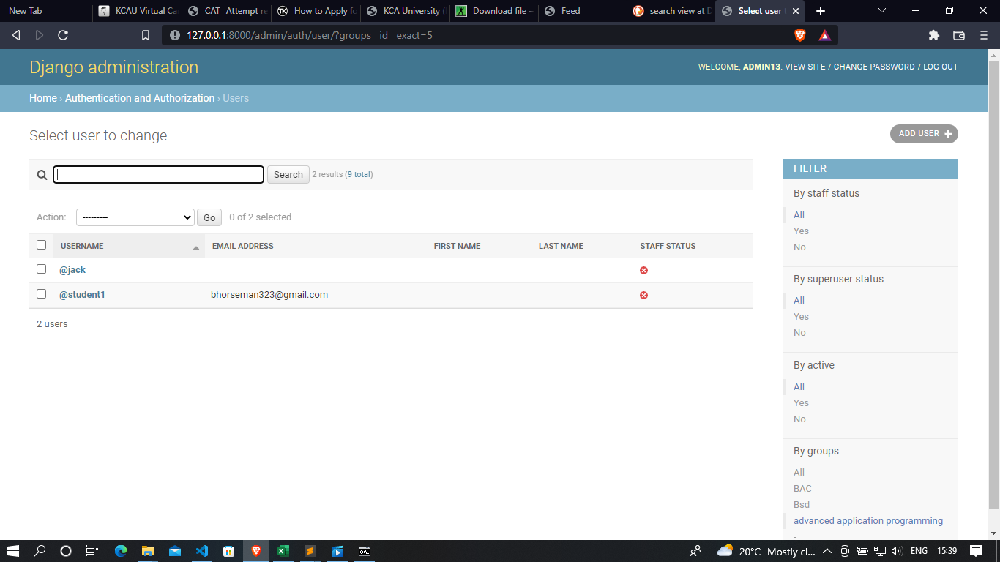 New Tab
KCAU Virtual Ca
CAT_ Attempt re
How to Apply fo
KCA University (
Download file –
Feed
search view at D
Select user t
127.0.0.1:8000/admin/auth/user/?groups__id__exact=5
Django administration
WELCOME, ADMIN13. VIEW SITE / CHANGE PASSWORD / LOG OUT
Home › Authentication and Authorization › Users
Select user to change
ADD USER
Search 2 results (9 total)
Action: --------- Go 0 of 2 selected
USERNAME EMAIL ADDRESS FIRST NAME LAST NAME STAFF STATUS
@jack
@student1 bhorseman323@gmail.com
2 users
FILTER
By staff status
All
Yes
No
By superuser status
All
Yes
No
By active
All
Yes
No
By groups
All
BAC
Bsd
advanced application programming
20°C Mostly cl... ENG 15:39